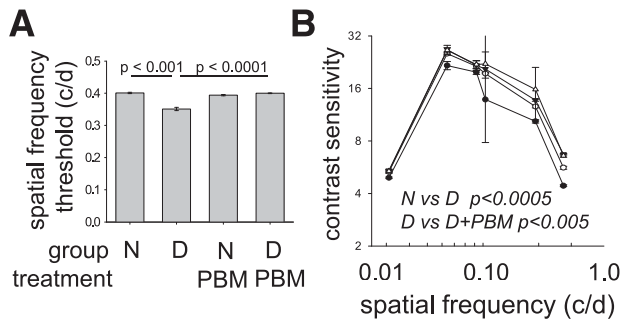 A
p < 0.001
p < 0.0001
spatial frequency
threshold (c/d)
0.5
0.4
0.3
0.2
0.1
0.0
group N D N D
treatment PBM PBM
B
contrast sensitivity
32
16
8
4
2
N vs D p<0.0005
D vs D+PBM p<0.005
0.01 0.10 1.0
spatial frequency (c/d)